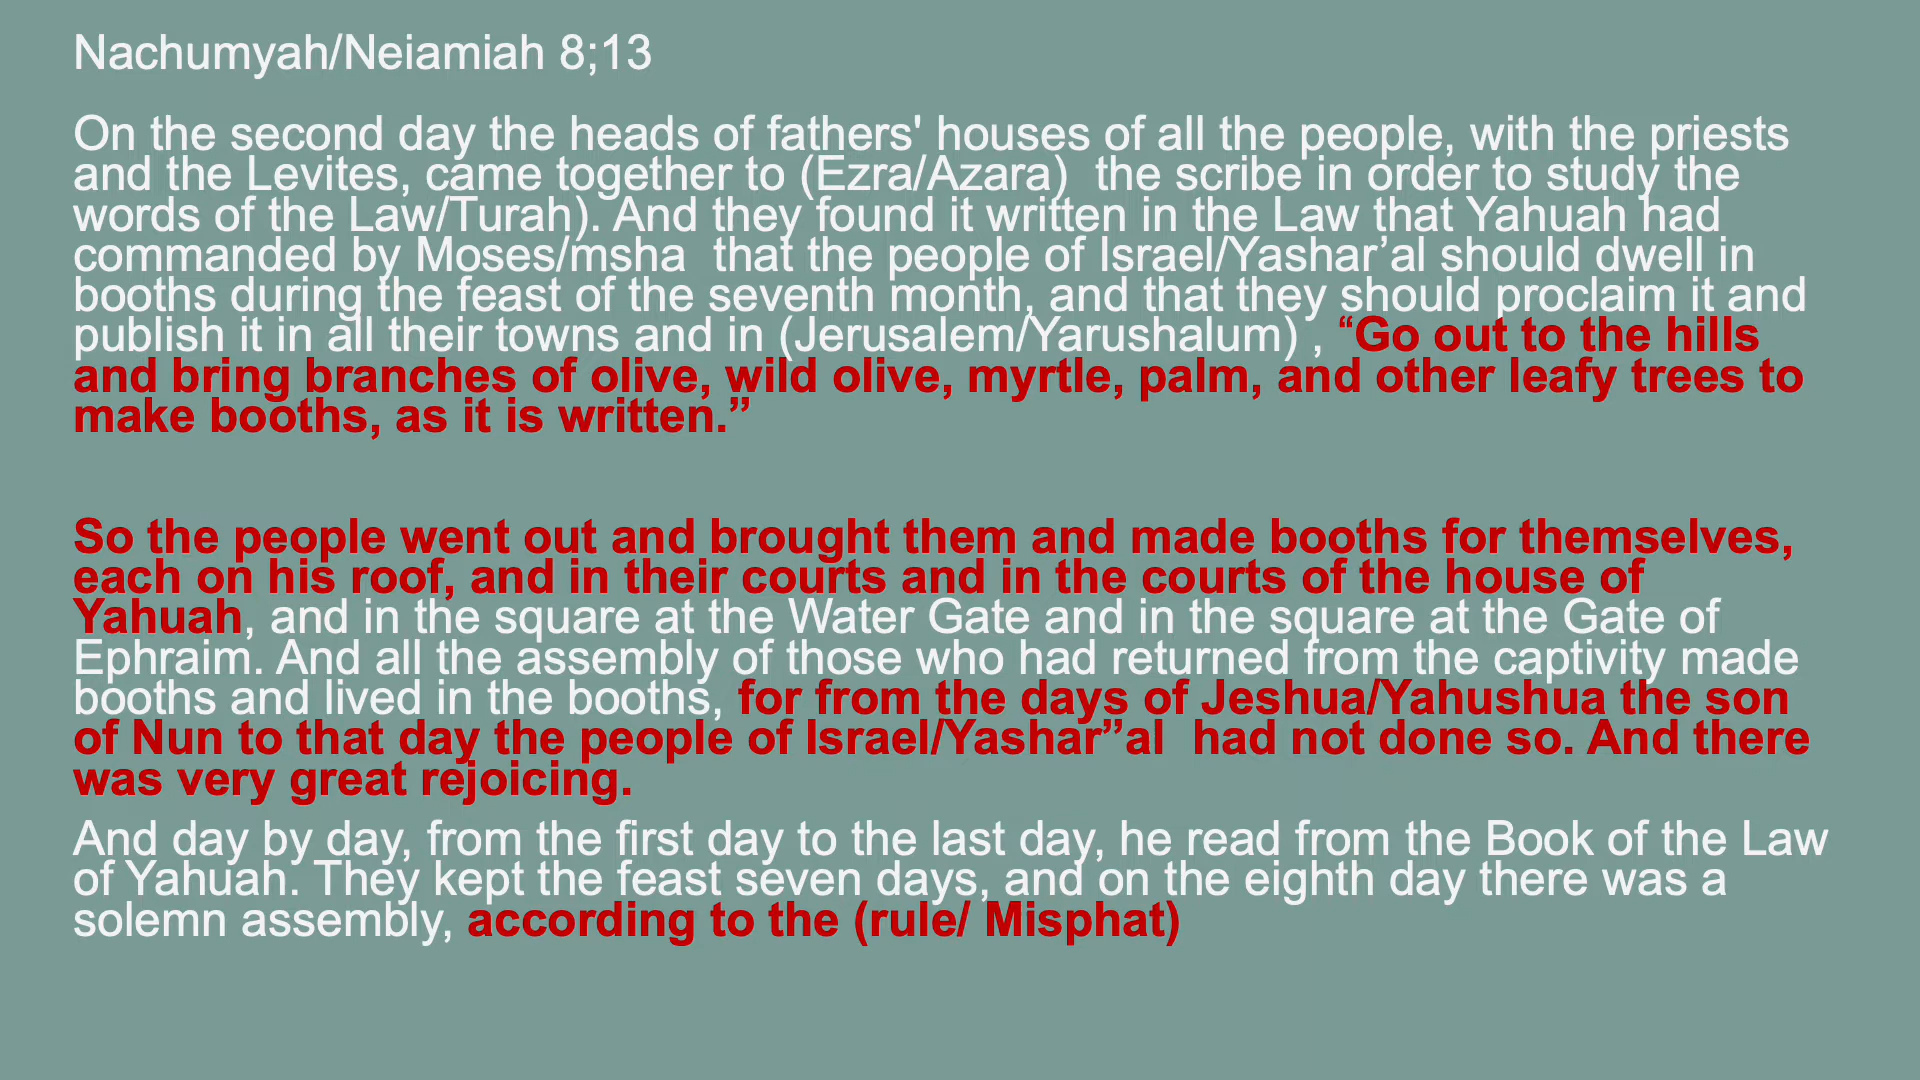 Nachumyah/Neiamiah 8;13
On the second day the heads of fathers' houses of all the people, with the priests
and the Levites, came together to (Ezra/Azara)  the scribe in order to study the
words of the Law/Turah). And they found it written in the Law that Yahuah had
commanded by Moses/msha  that the people of Israel/Yashar’al should dwell in
booths during the feast of the seventh month, and that they should proclaim it and
publish it in all their towns and in (Jerusalem/Yarushalum) , “Go out to the hills
and bring branches of olive, wild olive, myrtle, palm, and other leafy trees to
make booths, as it is written.”
So the people went out and brought them and made booths for themselves,
each on his roof, and in their courts and in the courts of the house of
Yahuah, and in the square at the Water Gate and in the square at the Gate of
Ephraim. And all the assembly of those who had returned from the captivity made
booths and lived in the booths, for from the days of Jeshua/Yahushua the son
of Nun to that day the people of Israel/Yashar”al  had not done so. And there
was very great rejoicing.
And day by day, from the first day to the last day, he read from the Book of the Law
of Yahuah. They kept the feast seven days, and on the eighth day there was a
solemn assembly, according to the (rule/ Misphat)